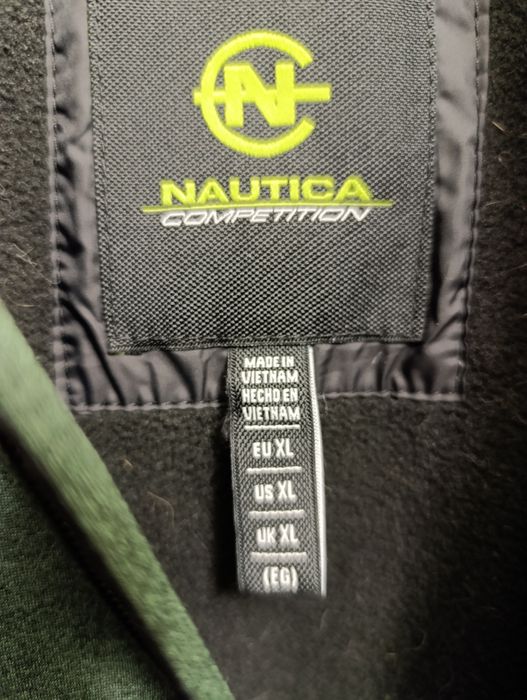 N
NAUTICA
COMPETITION
MADE IN
VIETNAM
HECHO EN
VIETNAM
EU XL
US XL
UK XL
(EG)